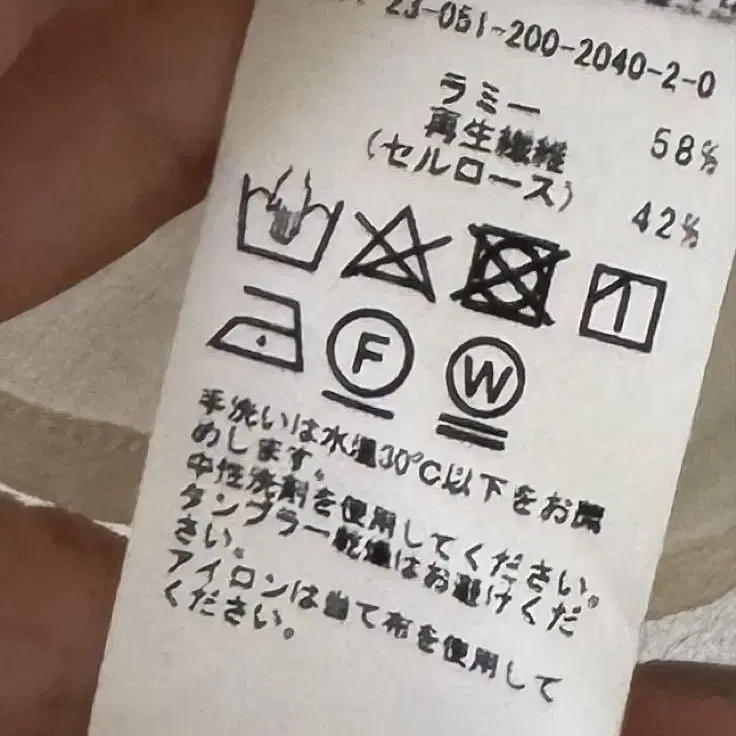 23-051-200-2040-2-0
ラミー 58%
再生繊維
(セルロース) 42%
F W
手洗いは水温30°C以下をお薦
めします。
中性洗剤を使用してください。
タンブラー乾燥はお避けくだ
さい。
アイロンは当て布を使用して
ください。